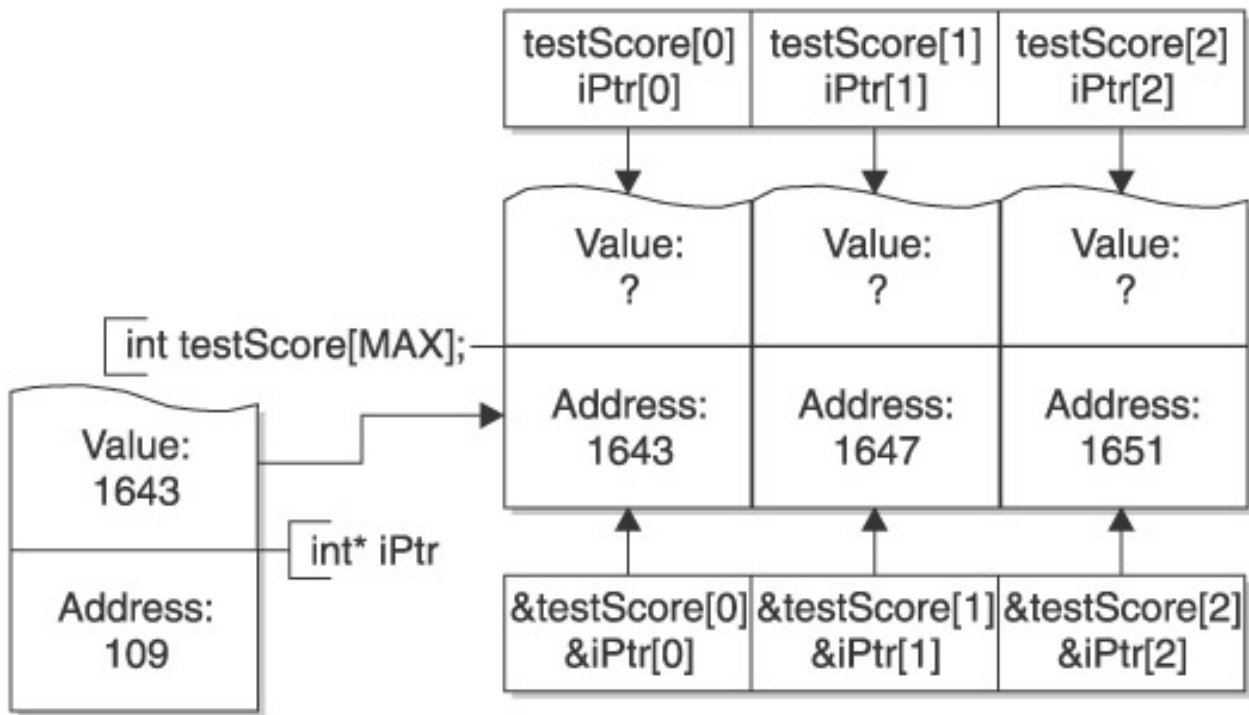 testScore[0]
iPtr[0]
testScore[1]
iPtr[1]
testScore[2]
iPtr[2]
Value:
?
Value:
?
Value:
?
int testScore[MAX];
Address:
1643
Address:
1647
Address:
1651
Value:
1643
int* iPtr
Address:
109
&testScore[0]
&iPtr[0]
&testScore[1]
&iPtr[1]
&testScore[2]
&iPtr[2]